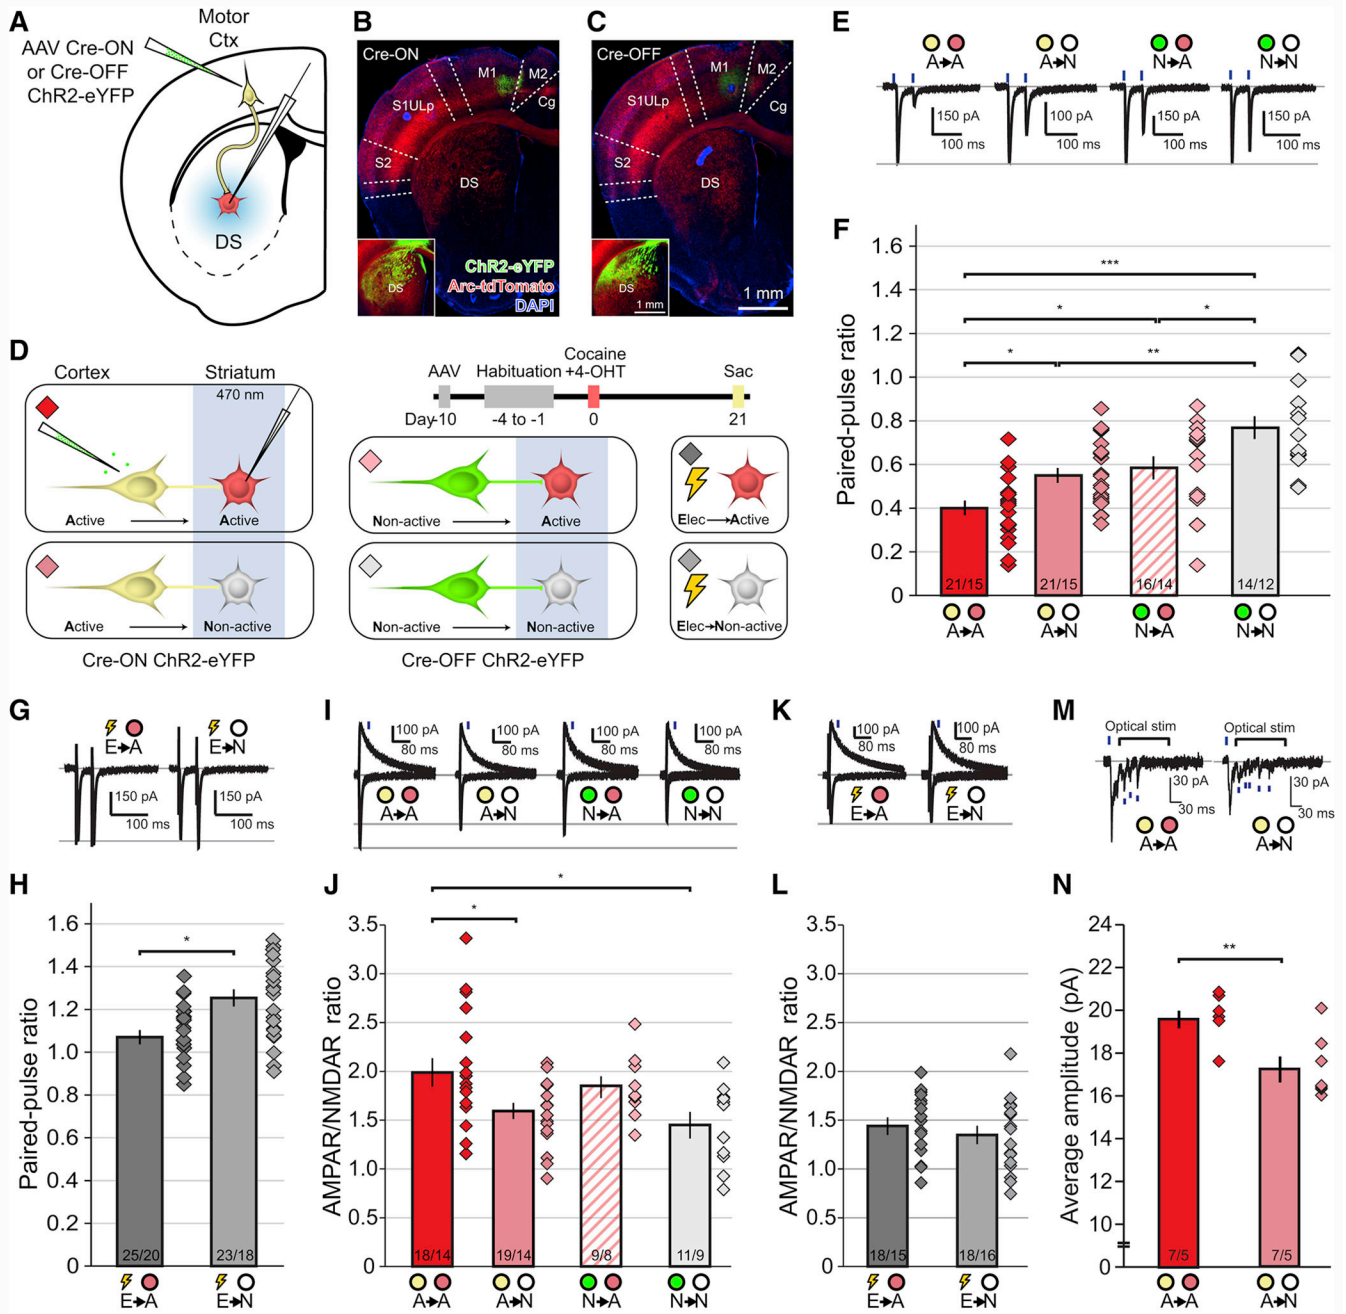 A
Motor
Ctx
AAV Cre-ON
or Cre-OFF
ChR2-eYFP
DS
B
Cre-ON
M1
M2
Cg
S1ULp
S2
DS
DS
ChR2-eYFP
Arc-tdTomato
DAPI
C
Cre-OFF
M1
M2
Cg
S1ULp
S2
DS
DS
1 mm
1 mm
D
Cortex
Striatum
470 nm
Active
Active
Active
Non-active
Cre-ON ChR2-eYFP
AAV
Habituation
Cocaine
+4-OHT
Sac
Day-10
-4 to -1
0
21
Non-active
Active
Non-active
Non-active
Cre-OFF ChR2-eYFP
Elec
Active
Elec
Non-active
E
A A
A N
N A
N N
150 pA
100 ms
100 pA
100 ms
150 pA
100 ms
150 pA
100 ms
F
Paired-pulse ratio
1.6
1.4
1.2
1.0
0.8
0.6
0.4
0.2
0
***
* *
* **
21/15
21/15
16/14
14/12
A A
A N
N A
N N
G
E A
E N
150 pA
100 ms
150 pA
100 ms
H
Paired-pulse ratio
1.6
1.4
1.2
1.0
0.8
0.6
0.4
0.2
0
*
25/20
23/18
E A
E N
I
100 pA
80 ms
100 pA
80 ms
100 pA
80 ms
100 pA
80 ms
A A
A N
N A
N N
J
AMPAR/NMDAR ratio
3.5
3.0
2.5
2.0
1.5
1.0
0.5
0
*
*
18/14
19/14
9/8
11/9
A A
A N
N A
N N
K
100 pA
80 ms
100 pA
80 ms
E A
E N
L
AMPAR/NMDAR ratio
3.5
3.0
2.5
2.0
1.5
1.0
0.5
0
18/15
18/16
E A
E N
M
Optical stim
Optical stim
30 pA
30 ms
30 pA
30 ms
A A
A N
N
Average amplitude (pA)
24
22
20
18
16
14
12
10
0
**
7/5
7/5
A A
A N